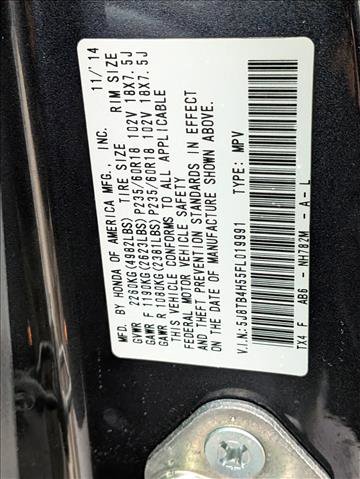 MFD. BY HONDA OF AMERICA MFG., INC. 11/'14
TIRE SIZE RIM SIZE
GVWR 2260KG(4982LBS)
GAWR F 1190KG(2623LBS) P235/60R18 102V 18X7.5J
GAWR R 1080KG(2381LBS) P235/60R18 102V 18X7.5J
THIS VEHICLE CONFORMS TO ALL APPLICABLE
FEDERAL MOTOR VEHICLE SAFETY
AND THEFT PREVENTION STANDARDS IN EFFECT
ON THE DATE OF MANUFACTURE SHOWN ABOVE.
V.I.N.:5J8TB4H55FL019991 TYPE: MPV
TX4 F AB6 - NH782M - A - L